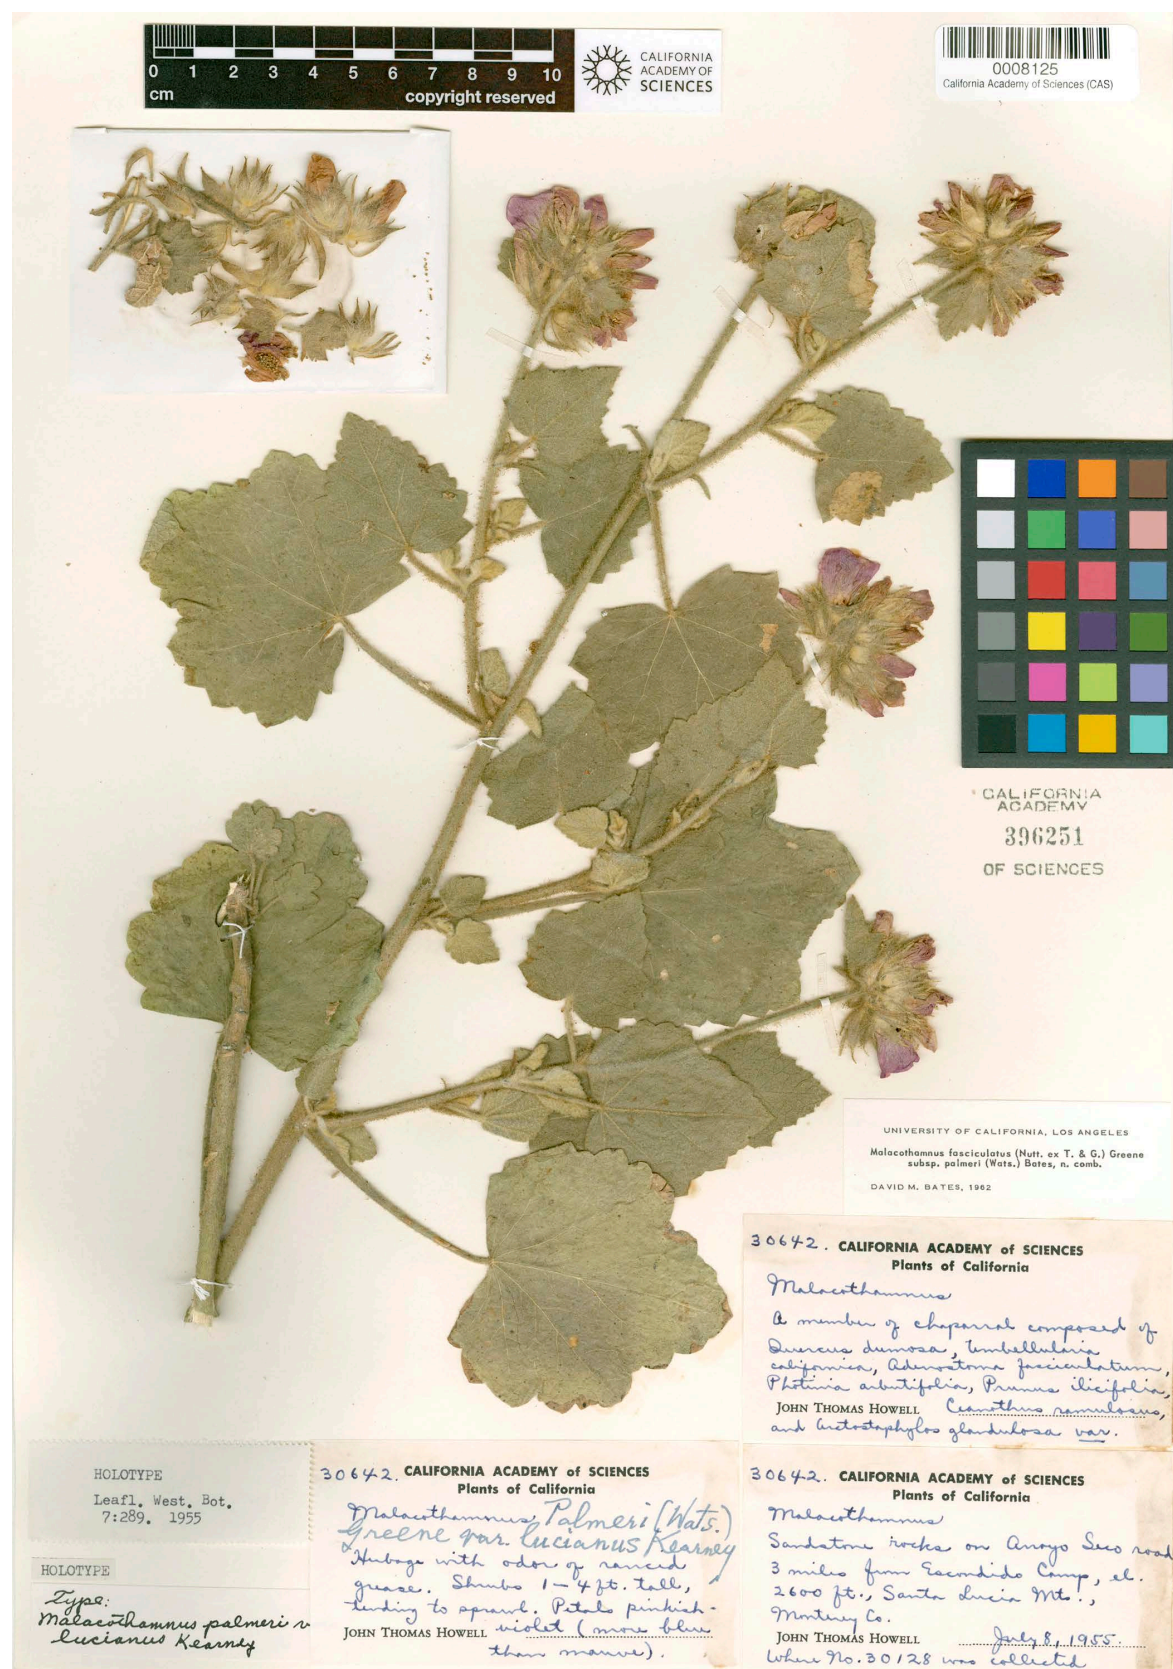 0 1 2 3 4 5 6 7 8 9 10
cm
copyright reserved
CALIFORNIA
ACADEMY OF
SCIENCES
0008125
California Academy of Sciences (CAS)
CALIFORNIA
ACADEMY
396251
OF SCIENCES
UNIVERSITY OF CALIFORNIA, LOS ANGELES
Malacothamnus fasciculatus (Nutt. ex T. & G.) Greene
subsp. palmeri (Wats.) Bates, n. comb.
DAVID M. BATES, 1962
30642. CALIFORNIA ACADEMY of SCIENCES
Plants of California
Malacothamnus
A member of chaparral composed of
Quercus dumosa, Umbellularia
californica, Adenostoma fasciculatum,
Photinia arbutifolia, Prunus ilicifolia,
JOHN THOMAS HOWELL Ceanothus ramulosus,
and Arctostaphylos glandulosa var.
HOLOTYPE
Leafl. West. Bot.
7:289. 1955
HOLOTYPE
Type:
Malacothamnus palmeri v
lucianus Kearney
30642. CALIFORNIA ACADEMY of SCIENCES
Plants of California
Malacothamnus Palmeri (Wats.)
Greene var. lucianus Kearney
Herbage with odor of rancid
grease. Shrubs 1-4 ft. tall,
tending to sprawl. Petals pinkish-
JOHN THOMAS HOWELL violet (more blue
than mauve).
30642. CALIFORNIA ACADEMY of SCIENCES
Plants of California
Malacothamnus
Sandstone rocks on Arroyo Seco road
3 miles from Escondido Camp, el.
2600 ft., Santa Lucia Mts.,
Monterey Co.
JOHN THOMAS HOWELL July 8, 1955.
Where No. 30128 was collected